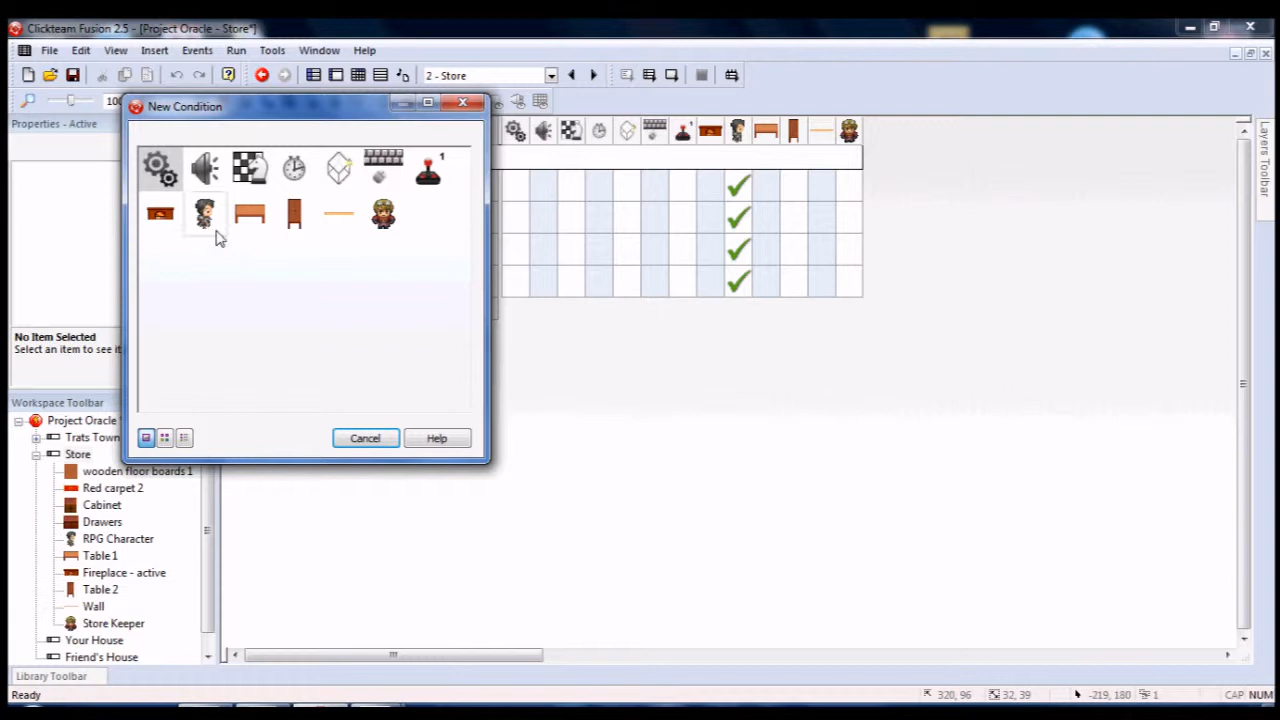 Clickteam Fusion 2.5 - [Project Oracle - Store*]
File Edit View Insert Events Run Tools Window Help
2 - Store
100
New Condition
Properties - Active
1
1
No Item Selected
Select an item to see it
Cancel Help
Workspace Toolbar
Project Oracle
Trats Town
Store
wooden floor boards 1
Red carpet 2
Cabinet
Drawers
RPG Character
Table 1
Fireplace - active
Table 2
Wall
Store Keeper
Your House
Friend's House
Library Toolbar
Layers Toolbar
Ready 320, 96 32, 39 -219, 180 1 CAP NUM